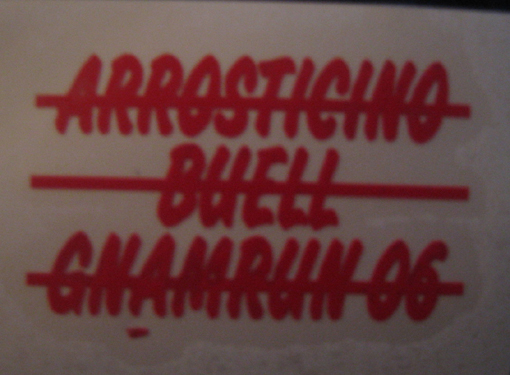 ARROSTICINO
BUELL
GNAMRUN 06